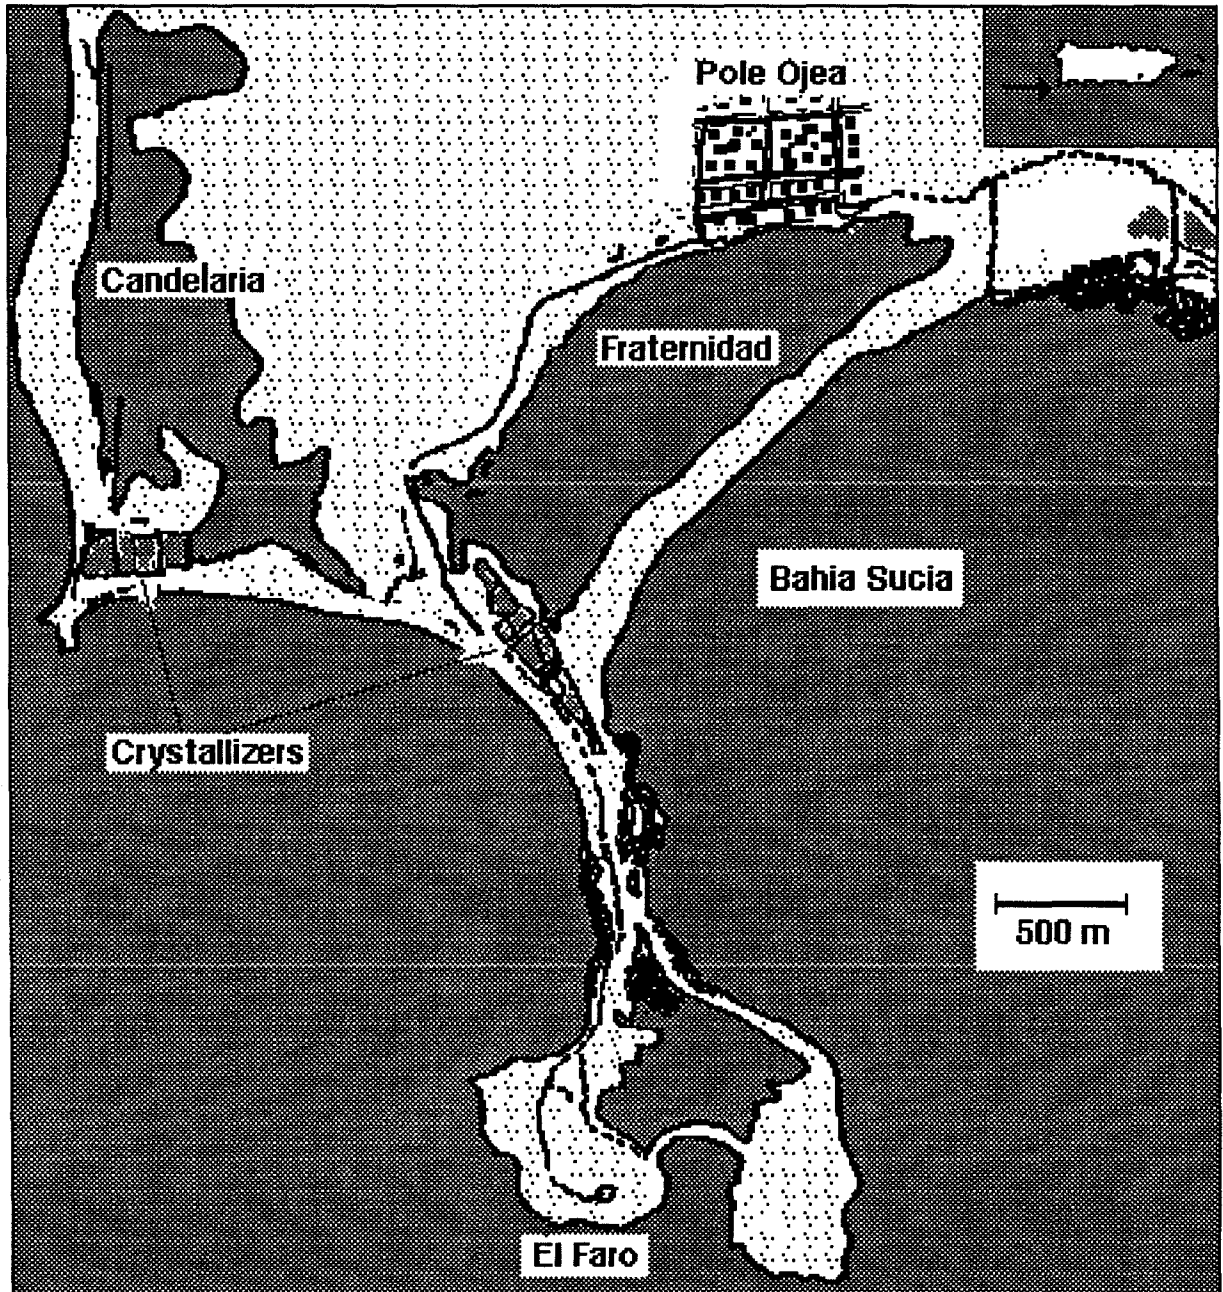 Pole Ojea
Candelaria
Fraternidad
Bahia Sucia
Crystallizers
500 m
El Faro